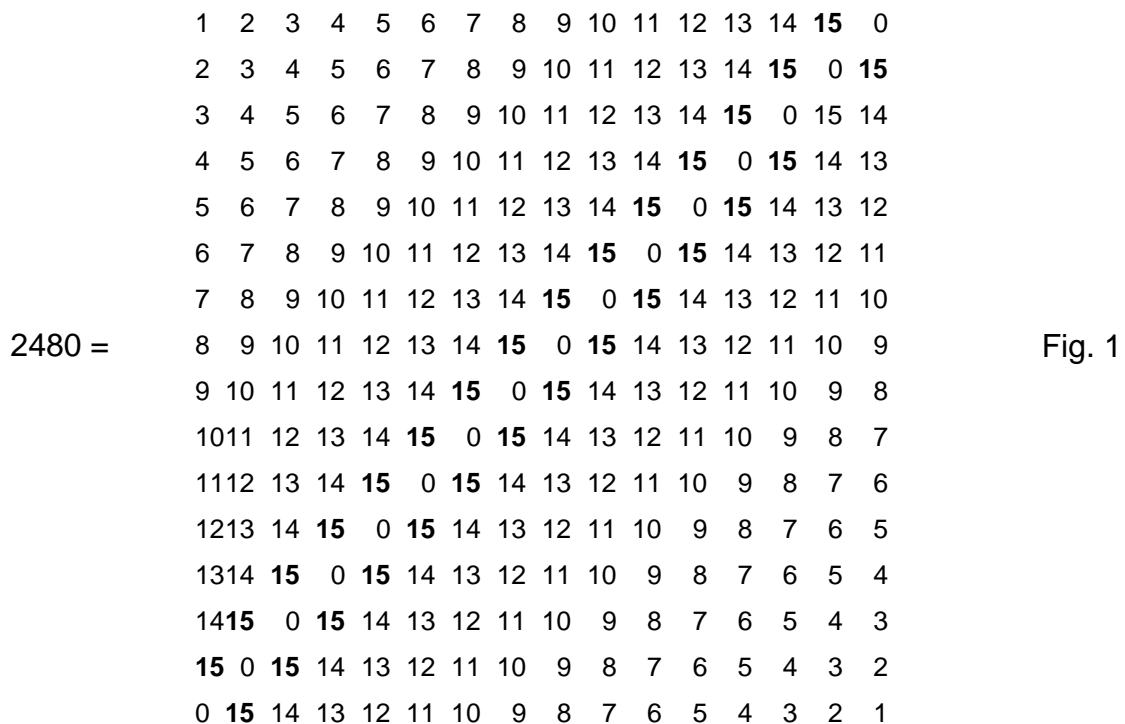 1 2 3 4 5 6 7 8 9 10 11 12 13 14 15 0
2 3 4 5 6 7 8 9 10 11 12 13 14 15 0 15
3 4 5 6 7 8 9 10 11 12 13 14 15 0 15 14
4 5 6 7 8 9 10 11 12 13 14 15 0 15 14 13
5 6 7 8 9 10 11 12 13 14 15 0 15 14 13 12
6 7 8 9 10 11 12 13 14 15 0 15 14 13 12 11
7 8 9 10 11 12 13 14 15 0 15 14 13 12 11 10
2480 = 8 9 10 11 12 13 14 15 0 15 14 13 12 11 10 9 Fig. 1
9 10 11 12 13 14 15 0 15 14 13 12 11 10 9 8
1011 12 13 14 15 0 15 14 13 12 11 10 9 8 7
1112 13 14 15 0 15 14 13 12 11 10 9 8 7 6
1213 14 15 0 15 14 13 12 11 10 9 8 7 6 5
1314 15 0 15 14 13 12 11 10 9 8 7 6 5 4
1415 0 15 14 13 12 11 10 9 8 7 6 5 4 3
15 0 15 14 13 12 11 10 9 8 7 6 5 4 3 2
0 15 14 13 12 11 10 9 8 7 6 5 4 3 2 1